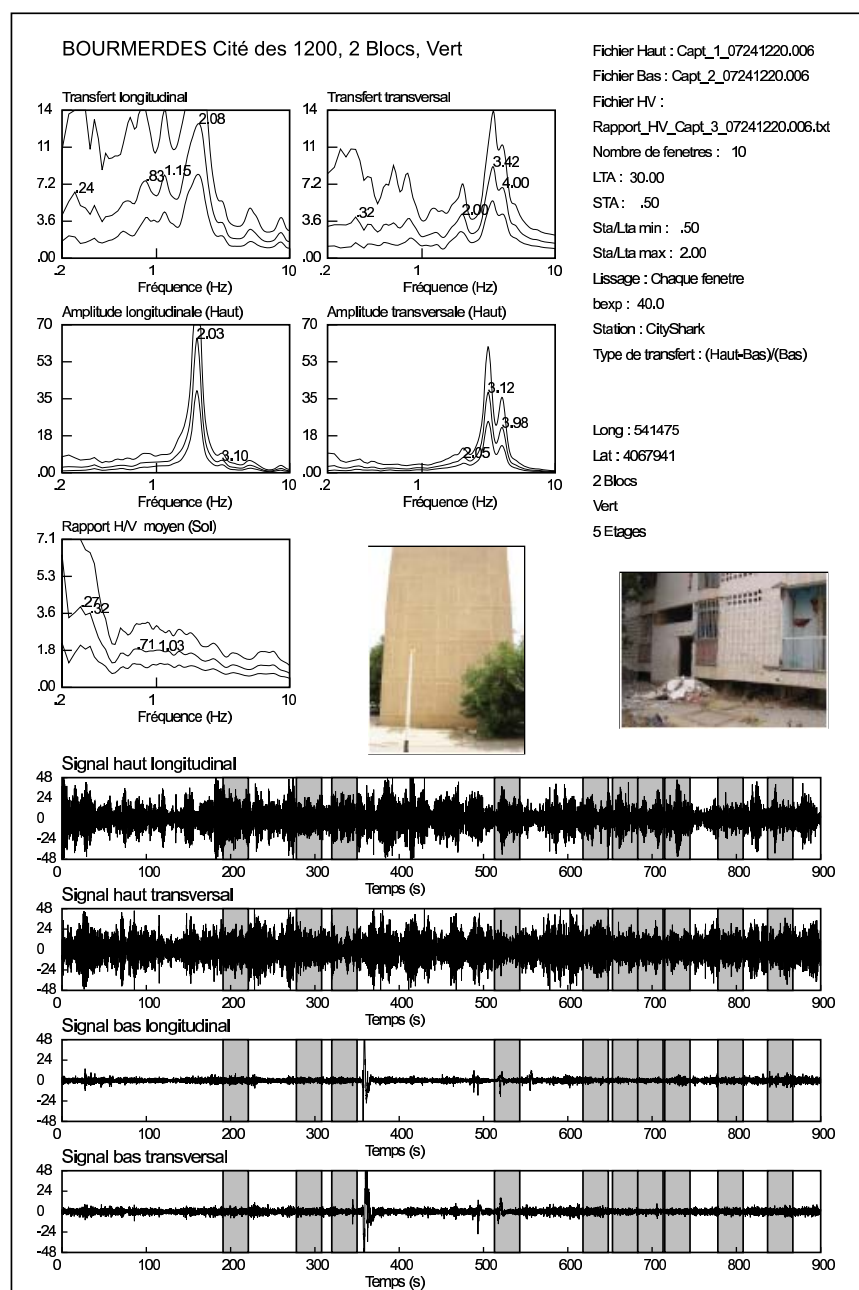 BOURMERDES Cité des 1200, 2 Blocs, Vert
Transfert longitudinal
14
11
7.2
3.6
.00
.24
.83
1.15
2.08
.2
1
10
Fréquence (Hz)
Transfert transversal
14
11
7.2
3.6
.00
.32
2.00
3.42
4.00
.2
1
10
Fréquence (Hz)
Amplitude longitudinale (Haut)
70
53
35
18
.00
2.03
3.10
.2
1
10
Fréquence (Hz)
Amplitude transversale (Haut)
70
53
35
18
.00
2.05
3.12
3.98
.2
1
10
Fréquence (Hz)
Rapport H/V moyen (Sol)
7.1
5.3
3.6
1.8
.00
.27
.32
.71
1.03
.2
1
10
Fréquence (Hz)
Fichier Haut : Capt_1_07241220.006
Fichier Bas : Capt_2_07241220.006
Fichier HV :
Rapport_HV_Capt_3_07241220.006.txt
Nombre de fenetres : 10
LTA : 30.00
STA : .50
Sta/Lta min : .50
Sta/Lta max : 2.00
Lissage : Chaque fenetre
bexp : 40.0
Station : CityShark
Type de transfert : (Haut-Bas)/(Bas)
Long : 541475
Lat : 4067941
2 Blocs
Vert
5 Etages
Signal haut longitudinal
48
24
0
-24
-48
0 100 200 300 400 500 600 700 800 900
Temps (s)
Signal haut transversal
48
24
0
-24
-48
0 100 200 300 400 500 600 700 800 900
Temps (s)
Signal bas longitudinal
48
24
0
-24
-48
0 100 200 300 400 500 600 700 800 900
Temps (s)
Signal bas transversal
48
24
0
-24
-48
0 100 200 300 400 500 600 700 800 900
Temps (s)